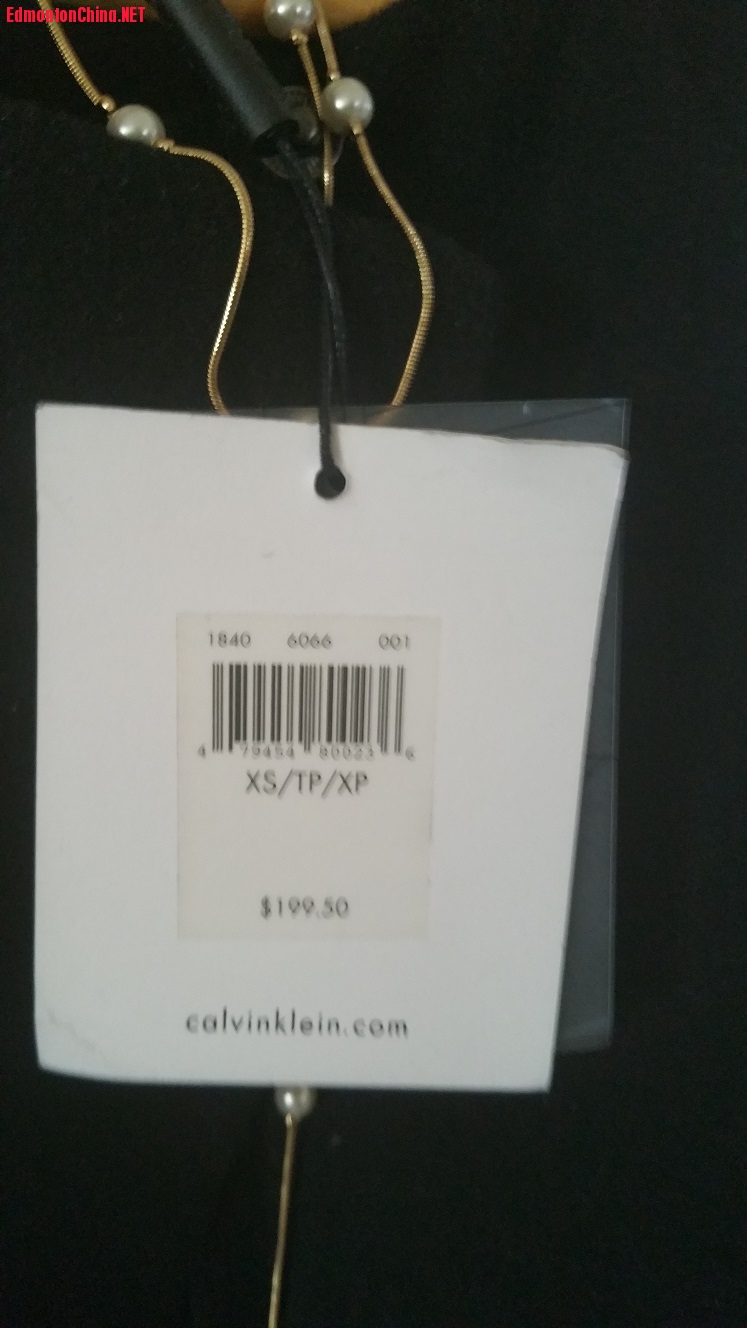 EdmontonChina.NET
1840 6066 001
4 79454 80023 6
XS/TP/XP
$199.50
calvinklein.com